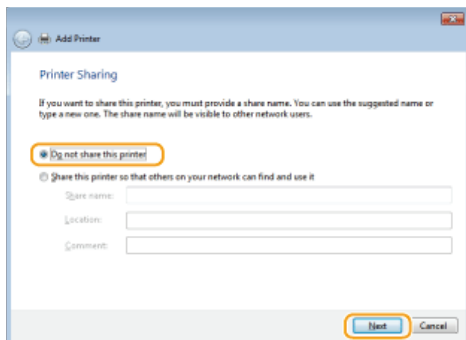 Add Printer
Printer Sharing
If you want to share this printer, you must provide a share name. You can use the suggested name or
type a new one. The share name will be visible to other network users.
Do not share this printer
Share this printer so that others on your network can find and use it
Share name:
Location:
Comment:
Next
Cancel